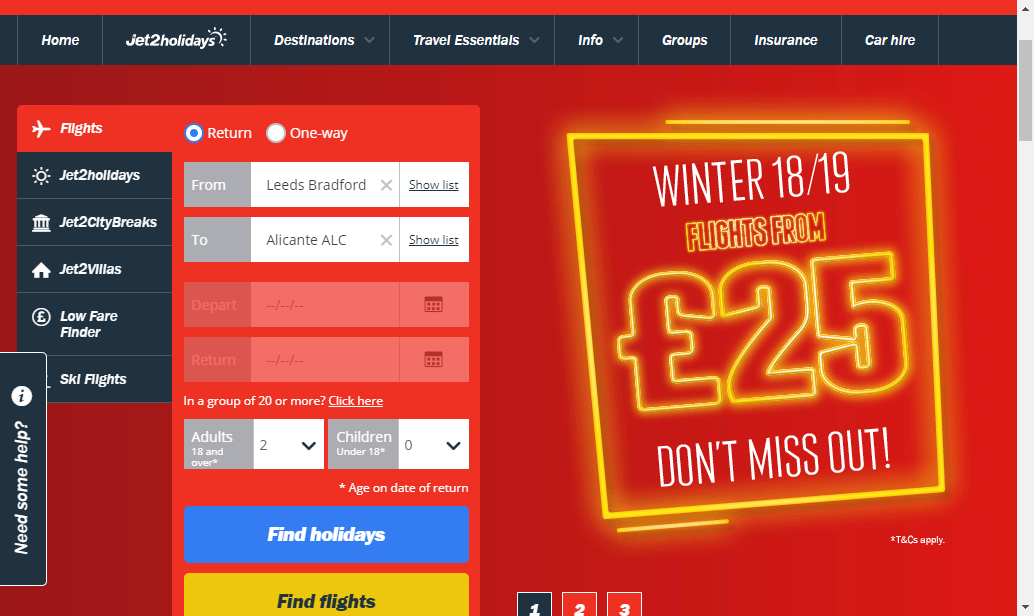 Home
Jet2holidays
Destinations
Travel Essentials
Info
Groups
Insurance
Car hire
Flights
Jet2holidays
Jet2CityBreaks
Jet2Villas
Low Fare
Finder
Ski Flights
i
Need some help?
Return
One-way
From
Leeds Bradford
Show list
To
Alicante ALC
Show list
Depart
--/--/--
Return
--/--/--
In a group of 20 or more? Click here
Adults
18 and
over*
2
Children
Under 18*
0
* Age on date of return
Find holidays
Find flights
WINTER 18/19
FLIGHTS FROM
£25
DON'T MISS OUT!
*T&Cs apply.
1
2
3